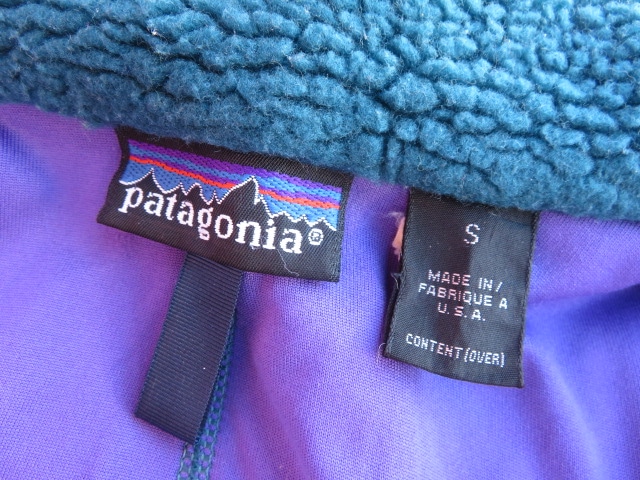 patagonia®
S
MADE IN/
FABRIQUE A
U.S.A.
CONTENT (OVER)